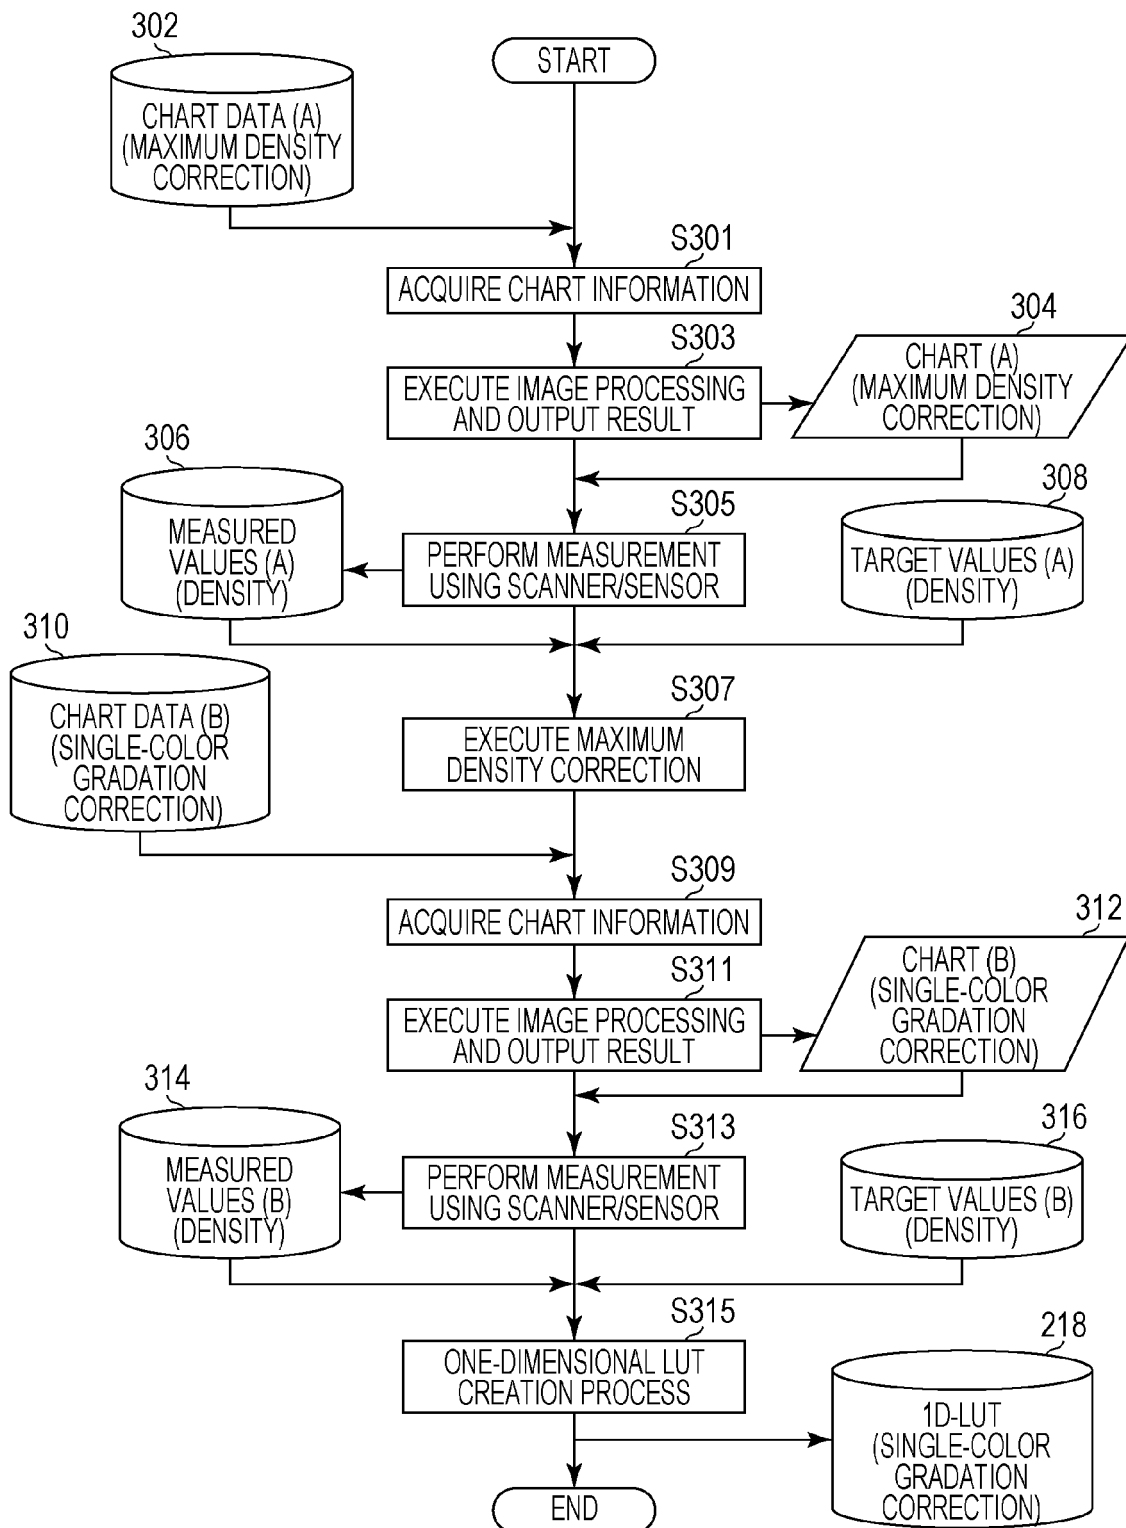 302
START
CHART DATA (A)
(MAXIMUM DENSITY
CORRECTION)
S301
ACQUIRE CHART INFORMATION
S303
EXECUTE IMAGE PROCESSING
AND OUTPUT RESULT
304
CHART (A)
(MAXIMUM DENSITY
CORRECTION)
306
MEASURED
VALUES (A)
(DENSITY)
S305
PERFORM MEASUREMENT
USING SCANNER/SENSOR
308
TARGET VALUES (A)
(DENSITY)
310
CHART DATA (B)
(SINGLE-COLOR
GRADATION
CORRECTION)
S307
EXECUTE MAXIMUM
DENSITY CORRECTION
S309
ACQUIRE CHART INFORMATION
S311
EXECUTE IMAGE PROCESSING
AND OUTPUT RESULT
312
CHART (B)
(SINGLE-COLOR
GRADATION
CORRECTION)
314
MEASURED
VALUES (B)
(DENSITY)
S313
PERFORM MEASUREMENT
USING SCANNER/SENSOR
316
TARGET VALUES (B)
(DENSITY)
S315
ONE-DIMENSIONAL LUT
CREATION PROCESS
218
1D-LUT
(SINGLE-COLOR
GRADATION
CORRECTION)
END